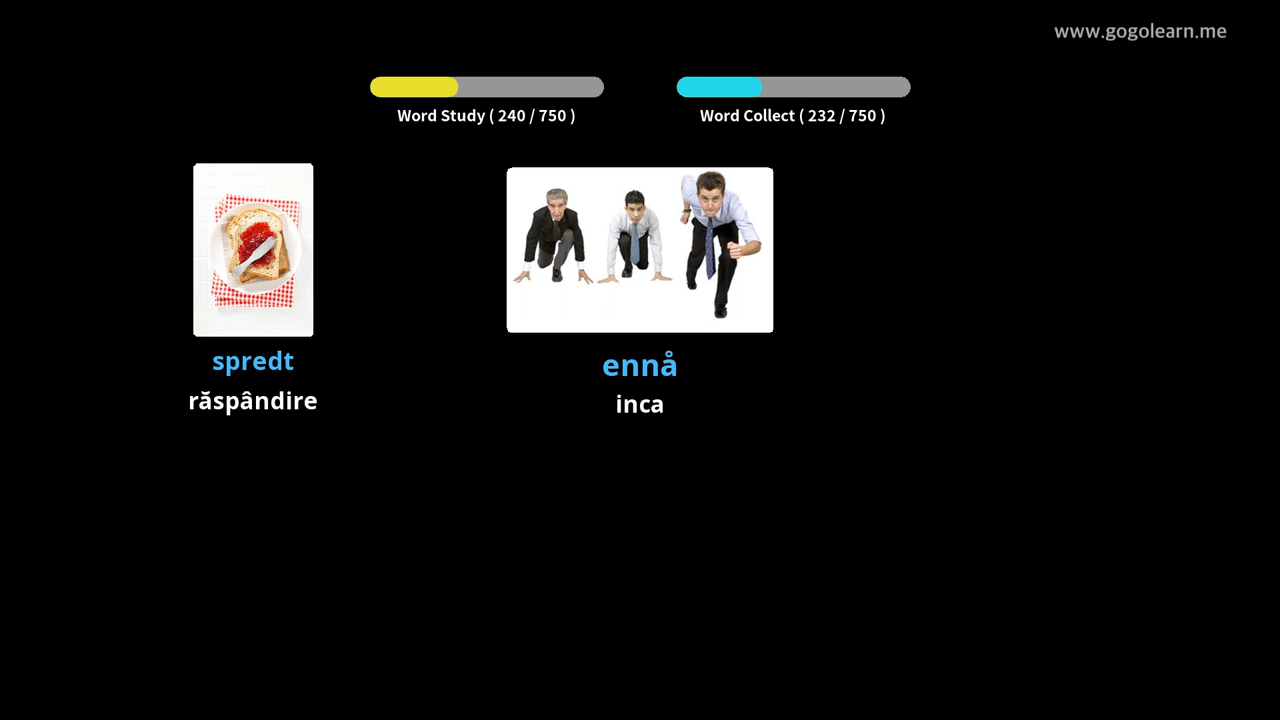 www.gogolearn.me
Word Study ( 240 / 750 )
Word Collect ( 232 / 750 )
spredt
răspândire
ennå
inca